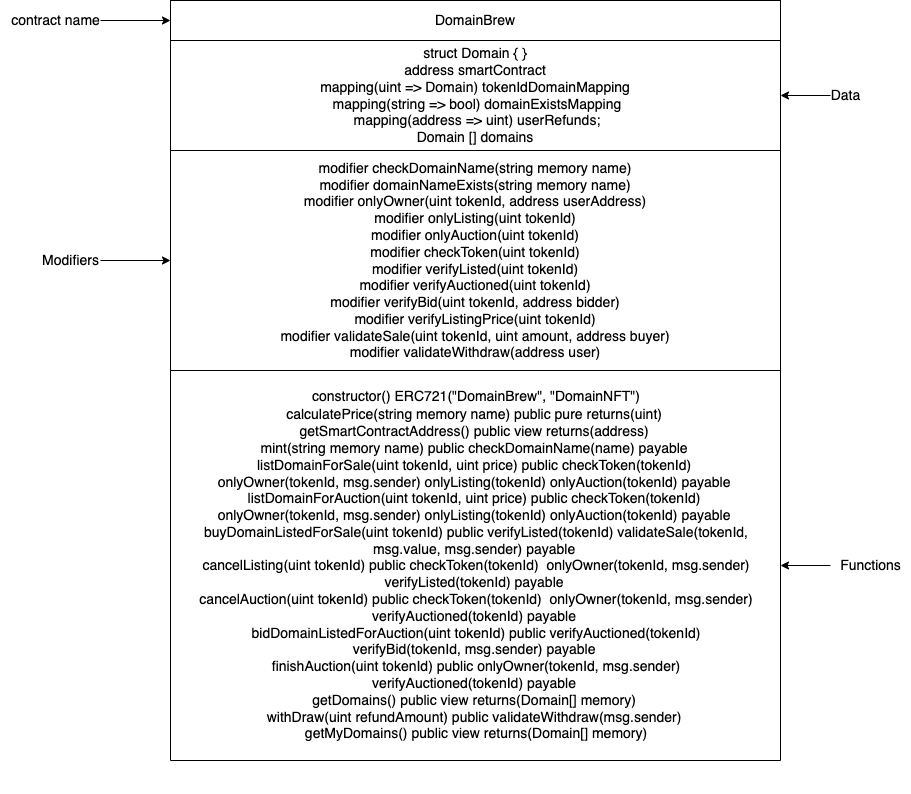 contract name
DomainBrew
struct Domain { }
address smartContract
mapping(uint => Domain) tokenIdDomainMapping
mapping(string => bool) domainExistsMapping
mapping(address => uint) userRefunds;
Domain [] domains
Data
modifier checkDomainName(string memory name)
modifier domainNameExists(string memory name)
modifier onlyOwner(uint tokenId, address userAddress)
modifier onlyListing(uint tokenId)
modifier onlyAuction(uint tokenId)
modifier checkToken(uint tokenId)
modifier verifyListed(uint tokenId)
modifier verifyAuctioned(uint tokenId)
modifier verifyBid(uint tokenId, address bidder)
modifier verifyListingPrice(uint tokenId)
modifier validateSale(uint tokenId, uint amount, address buyer)
modifier validateWithdraw(address user)
Modifiers
constructor() ERC721("DomainBrew", "DomainNFT")
calculatePrice(string memory name) public pure returns(uint)
getSmartContractAddress() public view returns(address)
mint(string memory name) public checkDomainName(name) payable
listDomainForSale(uint tokenId, uint price) public checkToken(tokenId)
onlyOwner(tokenId, msg.sender) onlyListing(tokenId) onlyAuction(tokenId) payable
listDomainForAuction(uint tokenId, uint price) public checkToken(tokenId)
onlyOwner(tokenId, msg.sender) onlyListing(tokenId) onlyAuction(tokenId) payable
buyDomainListedForSale(uint tokenId) public verifyListed(tokenId) validateSale(tokenId,
msg.value, msg.sender) payable
cancelListing(uint tokenId) public checkToken(tokenId) onlyOwner(tokenId, msg.sender)
verifyListed(tokenId) payable
cancelAuction(uint tokenId) public checkToken(tokenId) onlyOwner(tokenId, msg.sender)
verifyAuctioned(tokenId) payable
bidDomainListedForAuction(uint tokenId) public verifyAuctioned(tokenId)
verifyBid(tokenId, msg.sender) payable
finishAuction(uint tokenId) public onlyOwner(tokenId, msg.sender)
verifyAuctioned(tokenId) payable
getDomains() public view returns(Domain[] memory)
withDraw(uint refundAmount) public validateWithdraw(msg.sender)
getMyDomains() public view returns(Domain[] memory)
Functions